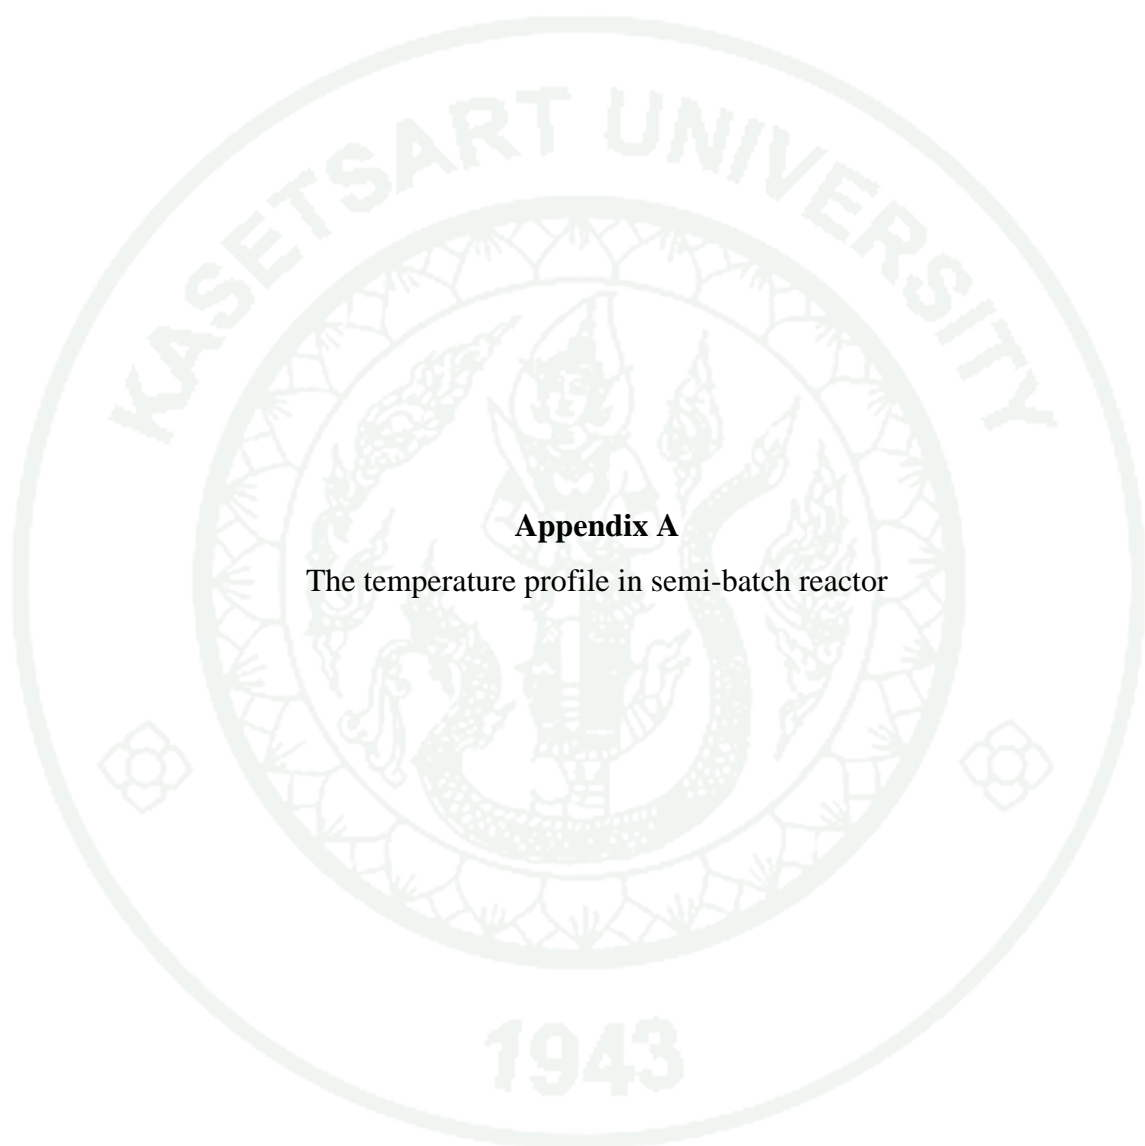 KASETSART UNIVERSITY
Appendix A
The temperature profile in semi-batch reactor
1943